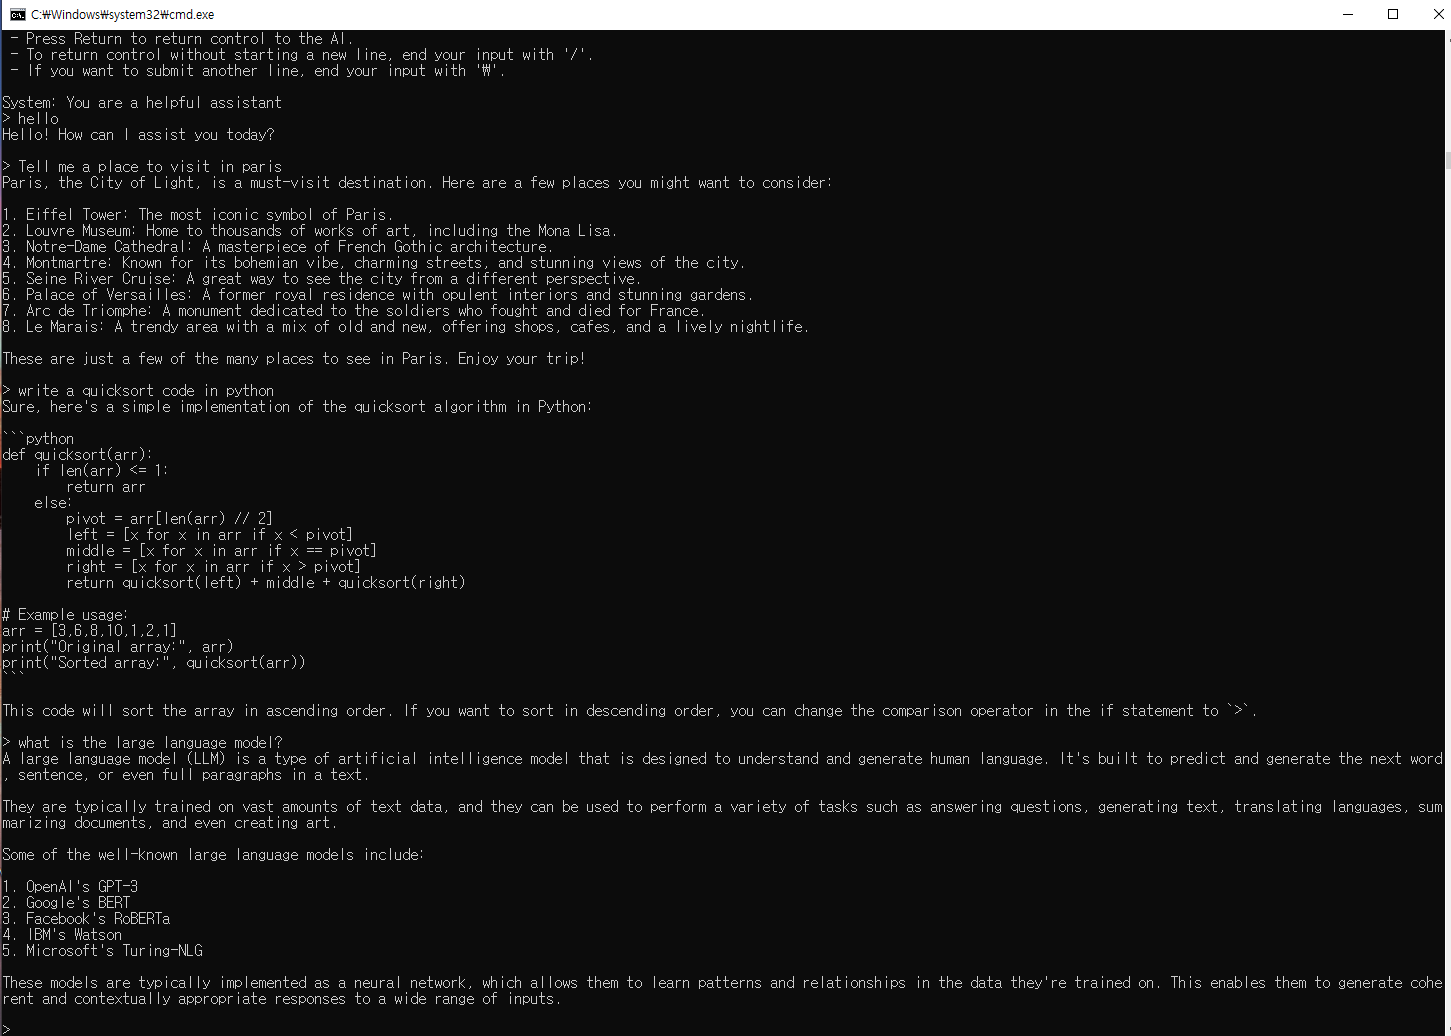 C:₩Windows₩system32₩cmd.exe
- Press Return to return control to the AI.
- To return control without starting a new line, end your input with '/'.
- If you want to submit another line, end your input with '₩'.
System: You are a helpful assistant
> hello
Hello! How can I assist you today?
> Tell me a place to visit in paris
Paris, the City of Light, is a must-visit destination. Here are a few places you might want to consider:
1. Eiffel Tower: The most iconic symbol of Paris.
2. Louvre Museum: Home to thousands of works of art, including the Mona Lisa.
3. Notre-Dame Cathedral: A masterpiece of French Gothic architecture.
4. Montmartre: Known for its bohemian vibe, charming streets, and stunning views of the city.
5. Seine River Cruise: A great way to see the city from a different perspective.
6. Palace of Versailles: A former royal residence with opulent interiors and stunning gardens.
7. Arc de Triomphe: A monument dedicated to the soldiers who fought and died for France.
8. Le Marais: A trendy area with a mix of old and new, offering shops, cafes, and a lively nightlife.
These are just a few of the many places to see in Paris. Enjoy your trip!
> write a quicksort code in python
Sure, here's a simple implementation of the quicksort algorithm in Python:
```python
def quicksort(arr):
    if len(arr) <= 1:
        return arr
    else:
        pivot = arr[len(arr) // 2]
        left = [x for x in arr if x < pivot]
        middle = [x for x in arr if x == pivot]
        right = [x for x in arr if x > pivot]
        return quicksort(left) + middle + quicksort(right)
# Example usage:
arr = [3,6,8,10,1,2,1]
print("Original array:", arr)
print("Sorted array:", quicksort(arr))
```
This code will sort the array in ascending order. If you want to sort in descending order, you can change the comparison operator in the if statement to `>`.
> what is the large language model?
A large language model (LLM) is a type of artificial intelligence model that is designed to understand and generate human language. It's built to predict and generate the next word
, sentence, or even full paragraphs in a text.
They are typically trained on vast amounts of text data, and they can be used to perform a variety of tasks such as answering questions, generating text, translating languages, sum
marizing documents, and even creating art.
Some of the well-known large language models include:
1. OpenAI's GPT-3
2. Google's BERT
3. Facebook's RoBERTa
4. IBM's Watson
5. Microsoft's Turing-NLG
These models are typically implemented as a neural network, which allows them to learn patterns and relationships in the data they're trained on. This enables them to generate cohe
rent and contextually appropriate responses to a wide range of inputs.
>